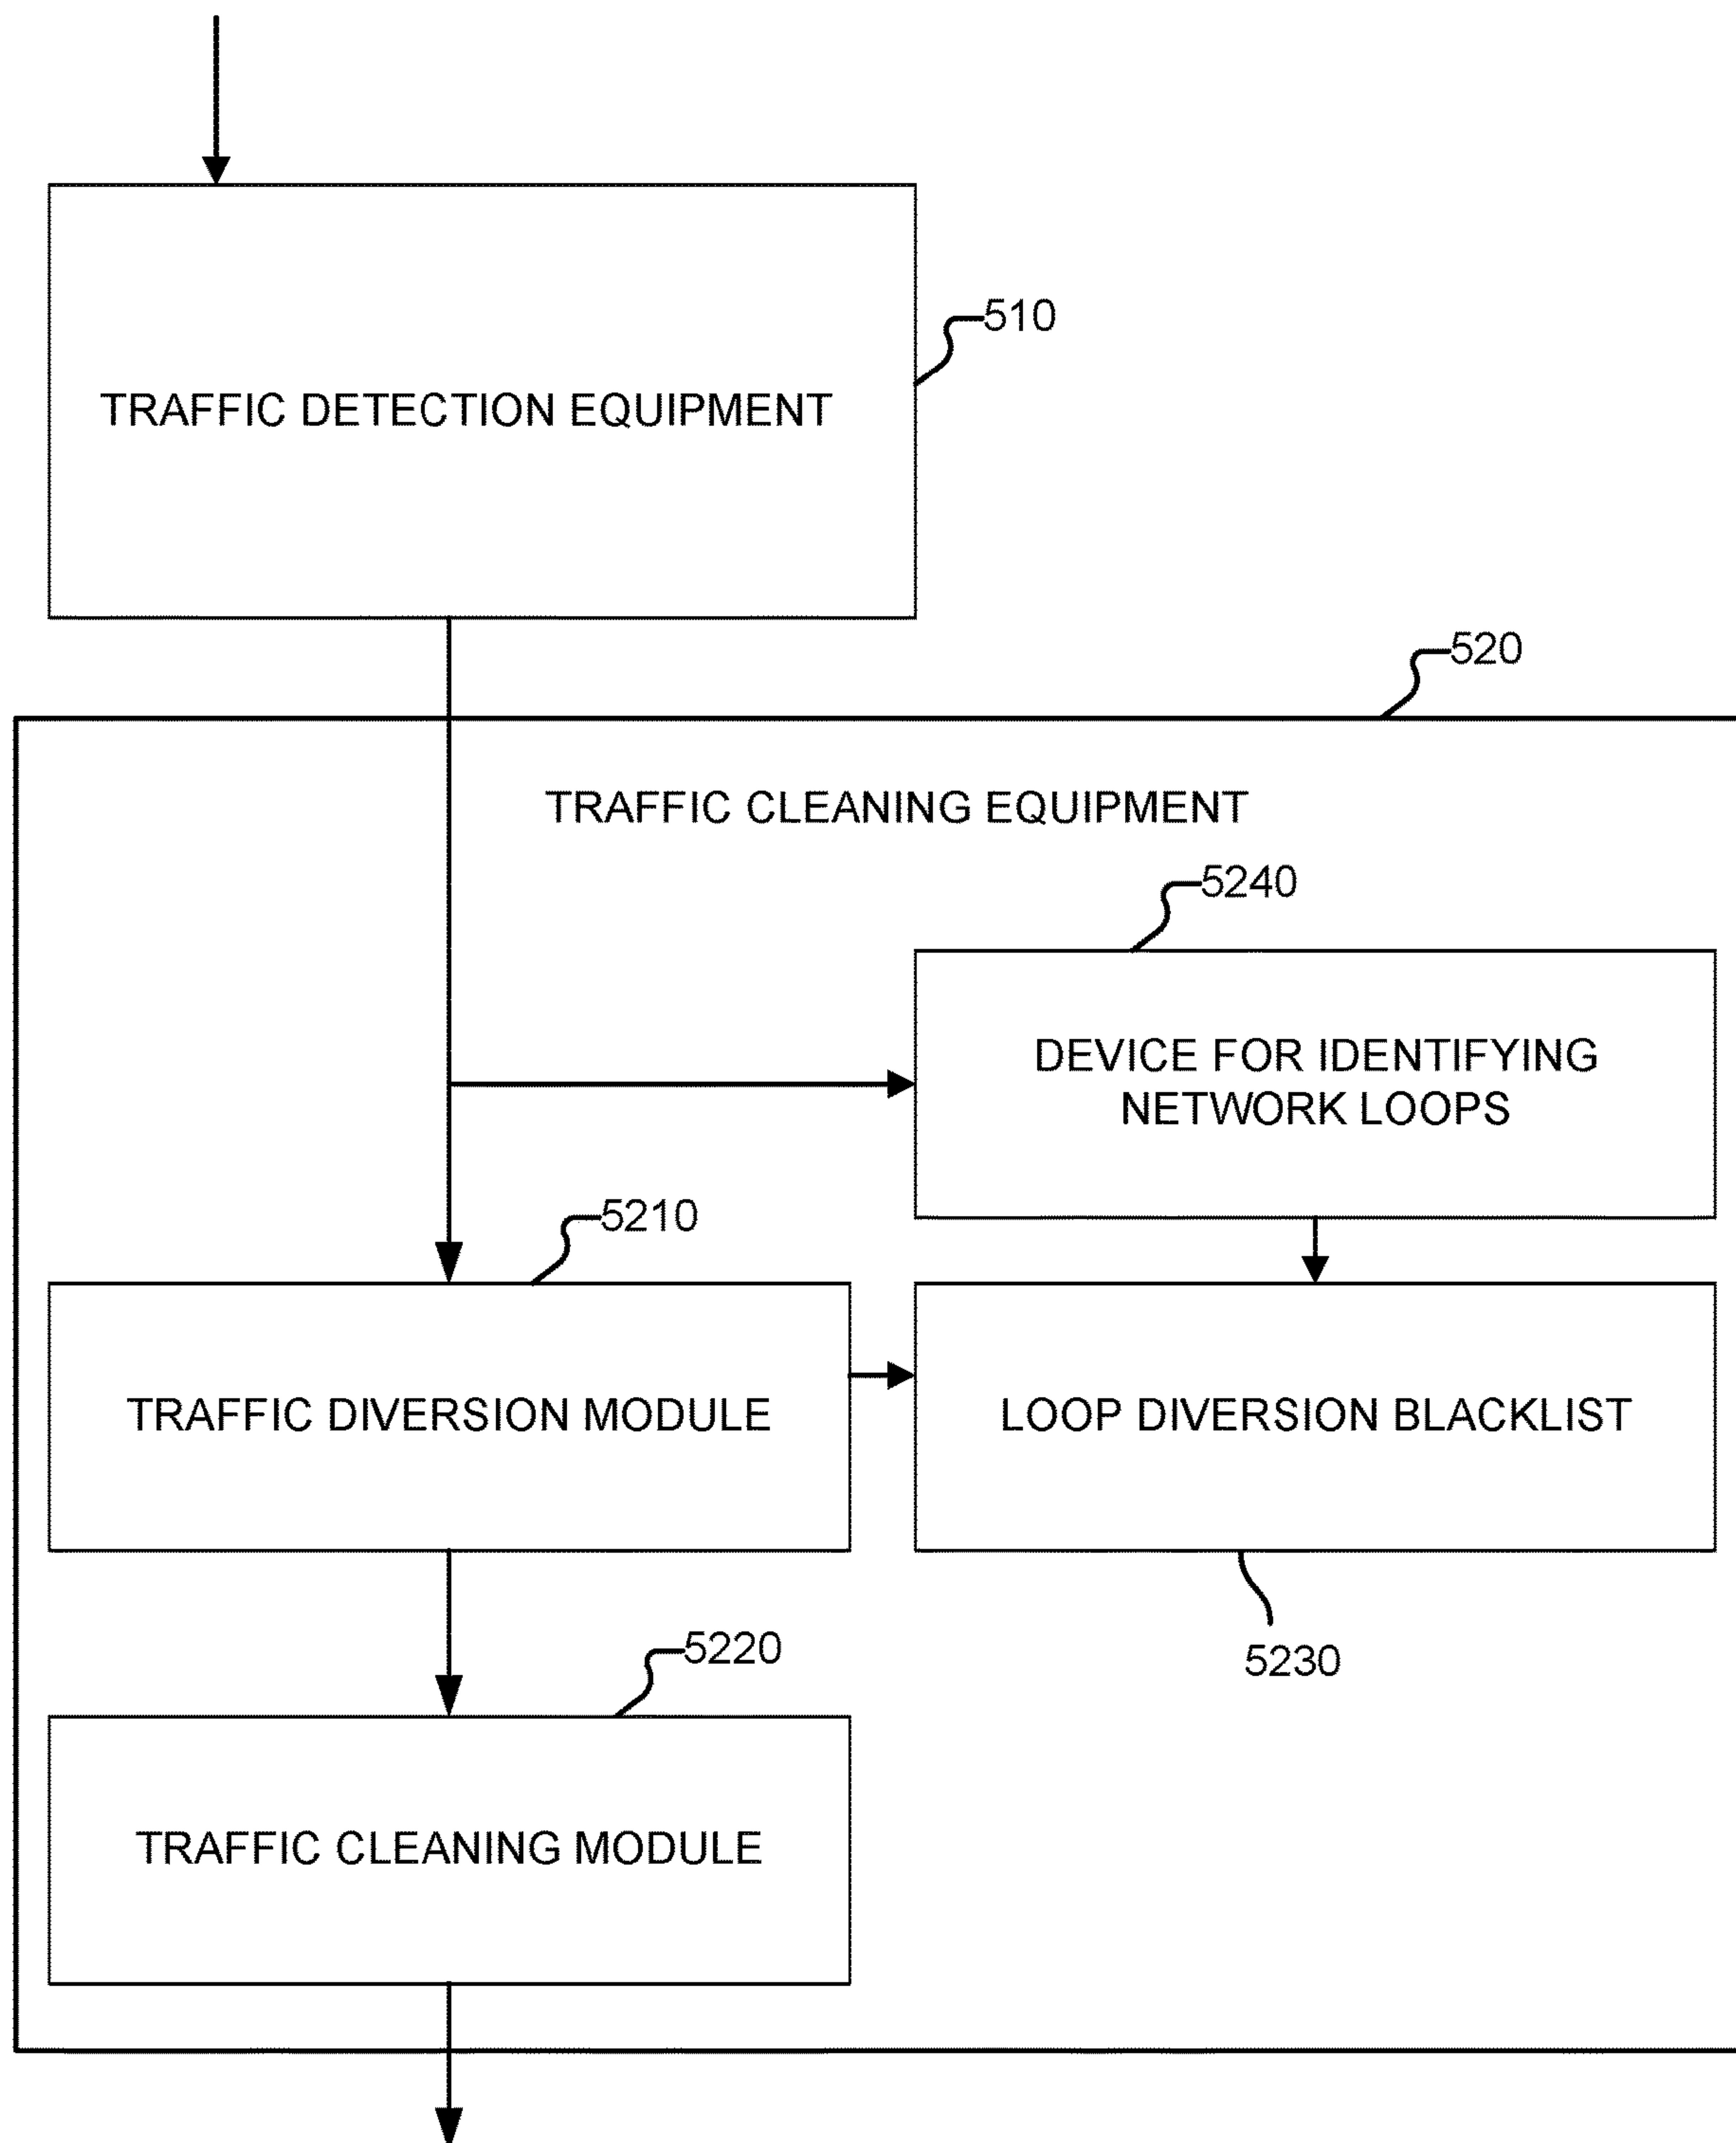 510
TRAFFIC DETECTION EQUIPMENT
520
TRAFFIC CLEANING EQUIPMENT
5240
DEVICE FOR IDENTIFYING
NETWORK LOOPS
5210
TRAFFIC DIVERSION MODULE
LOOP DIVERSION BLACKLIST
5220
5230
TRAFFIC CLEANING MODULE